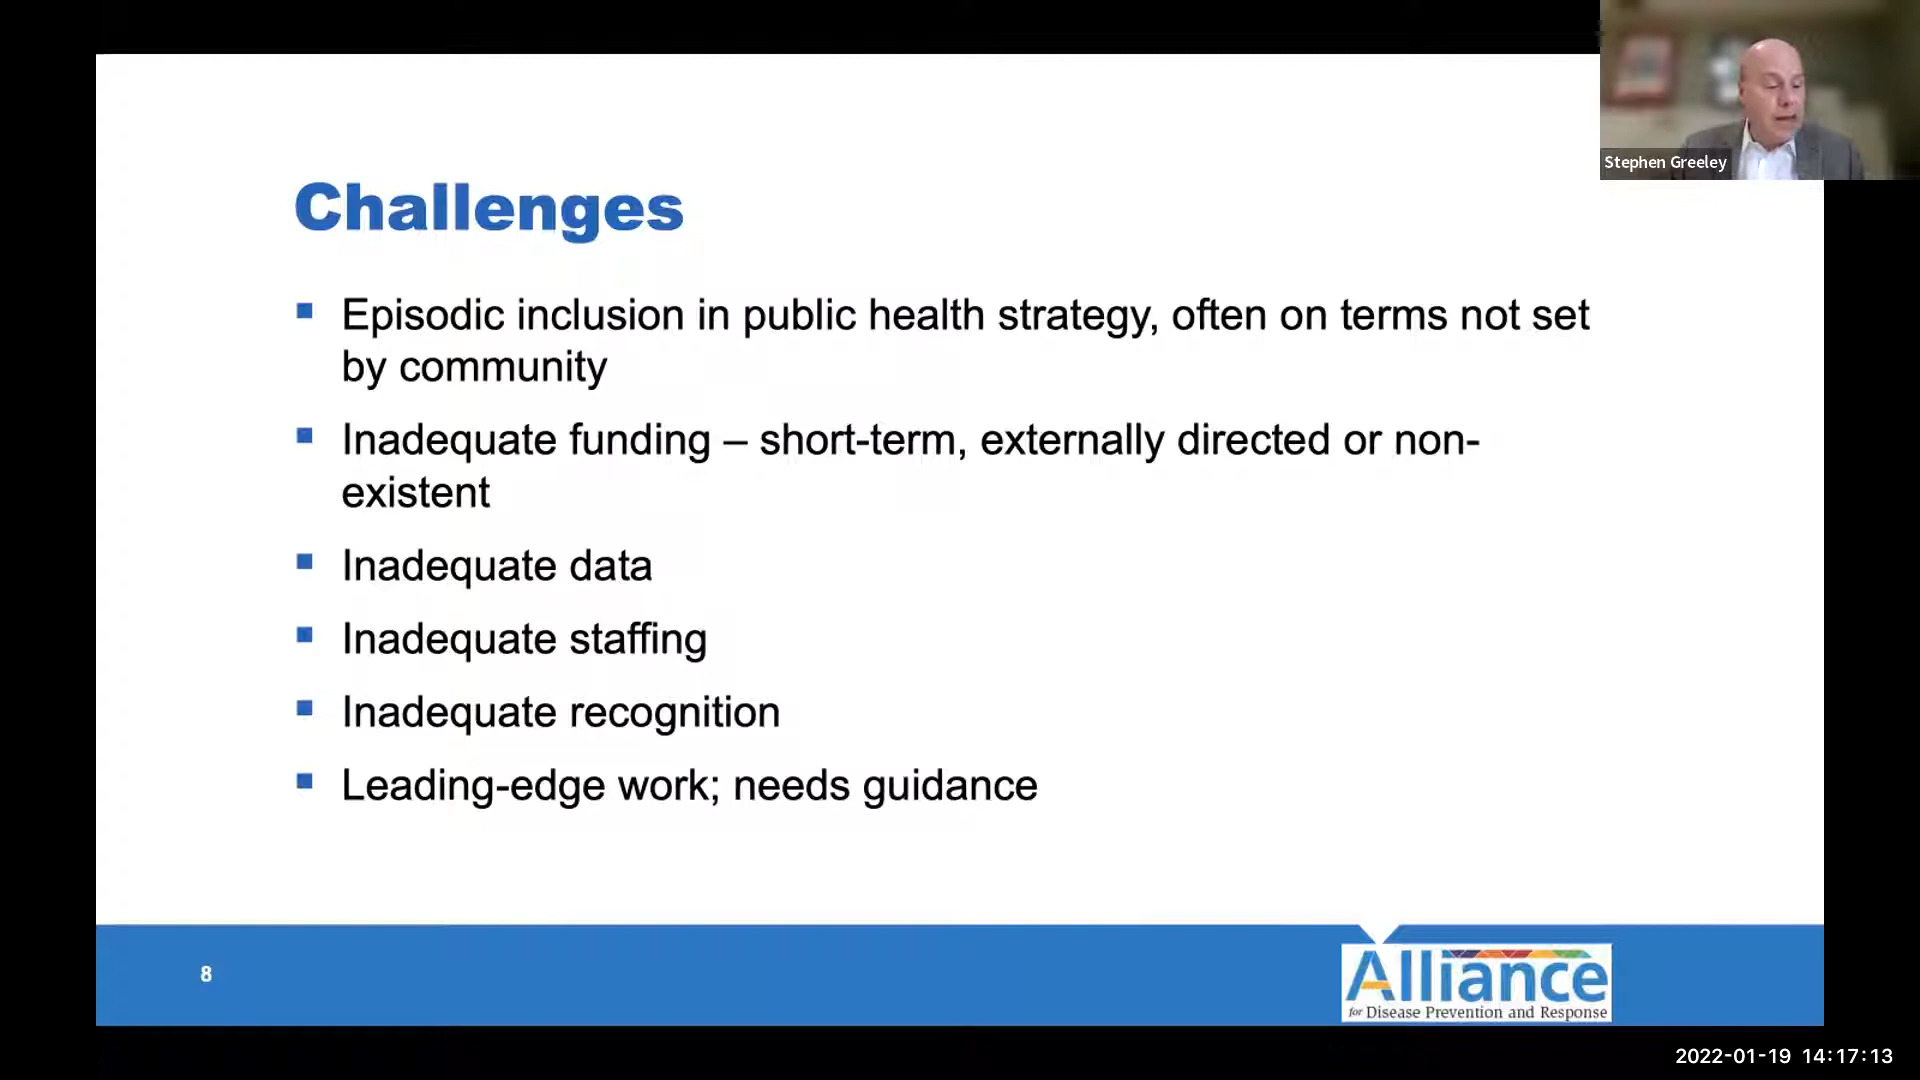 Stephen Greeley
Challenges
Episodic inclusion in public health strategy, often on terms not set
by community
Inadequate funding – short-term, externally directed or non-
existent
Inadequate data
Inadequate staffing
Inadequate recognition
Leading-edge work; needs guidance
8
Alliance
for Disease Prevention and Response
2022-01-19 14:17:13